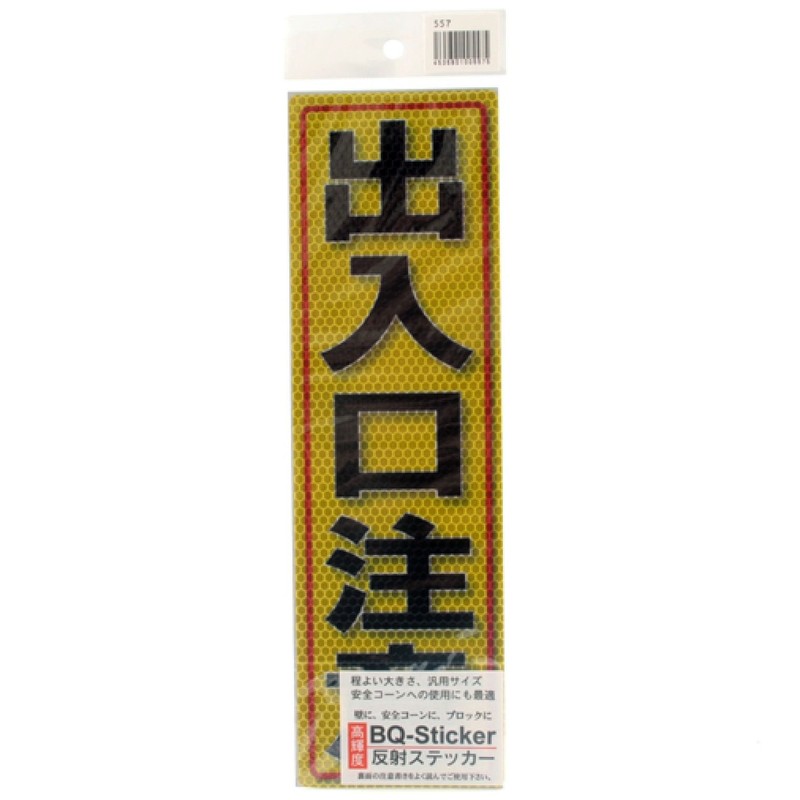 557
出入口注意
程よい大きさ、汎用サイズ
安全コーンへの使用にも最適
壁に、安全コーンに、ブロックに
高輝度
BQ-Sticker
反射ステッカー
裏面の注意書きをよく読んでご使用下さい。